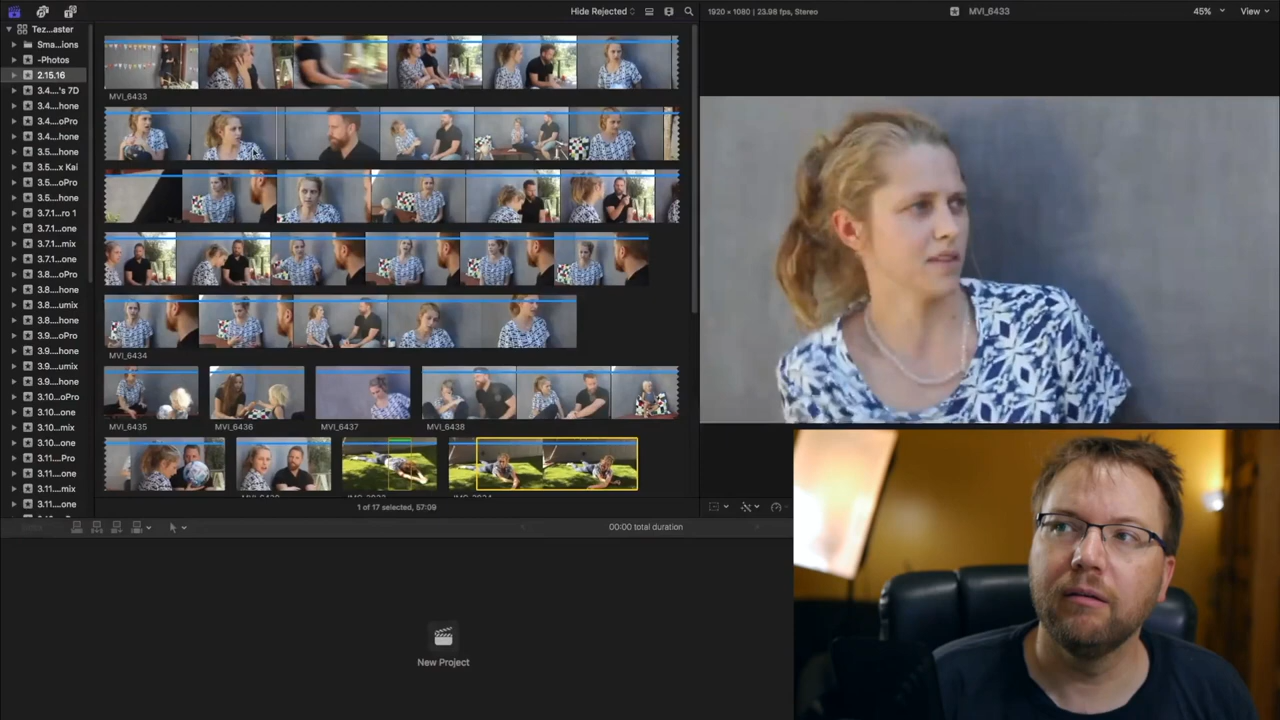 Hide Rejected
1920 × 1080 | 23.98 fps, Stereo
MVI_6433
45%
View
Tez...aster
Sma...ions
-Photos
2.15.16
3.4....'s 7D
3.4....hone
3.4....oPro
3.4....hone
3.5....hone
3.5....x Kai
3.5....oPro
3.5....hone
3.7.1...ro 1
3.7.1...one
3.7.1...mix
3.7.1...one
3.8....oPro
3.8....hone
3.8....umix
3.8....hone
3.9....oPro
3.9....hone
3.9....umix
3.9....hone
3.10...oPro
3.10....one
3.10....mix
3.10....one
3.11....Pro
3.11....one
3.11....mix
3.11....one
MVI_6433
MVI_6434
MVI_6435
MVI_6436
MVI_6437
MVI_6438
1 of 17 selected, 57:09
00:00 total duration
New Project